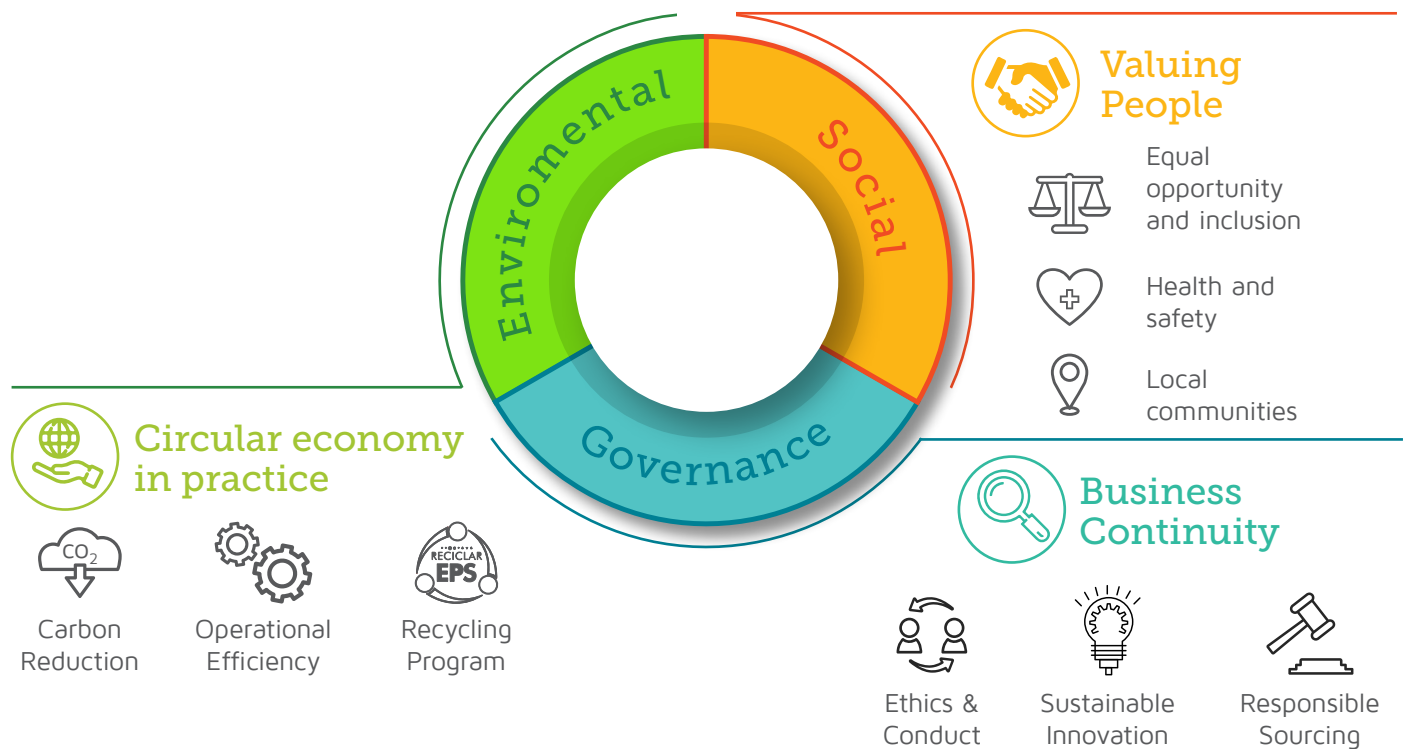 Enviromental
Social
Governance
Valuing
People
Equal
opportunity
and inclusion
Health and
safety
Local
communities
Circular economy
in practice
CO2
RECICLAR
EPS
Carbon
Reduction
Operational
Efficiency
Recycling
Program
Business
Continuity
Ethics &
Conduct
Sustainable
Innovation
Responsible
Sourcing